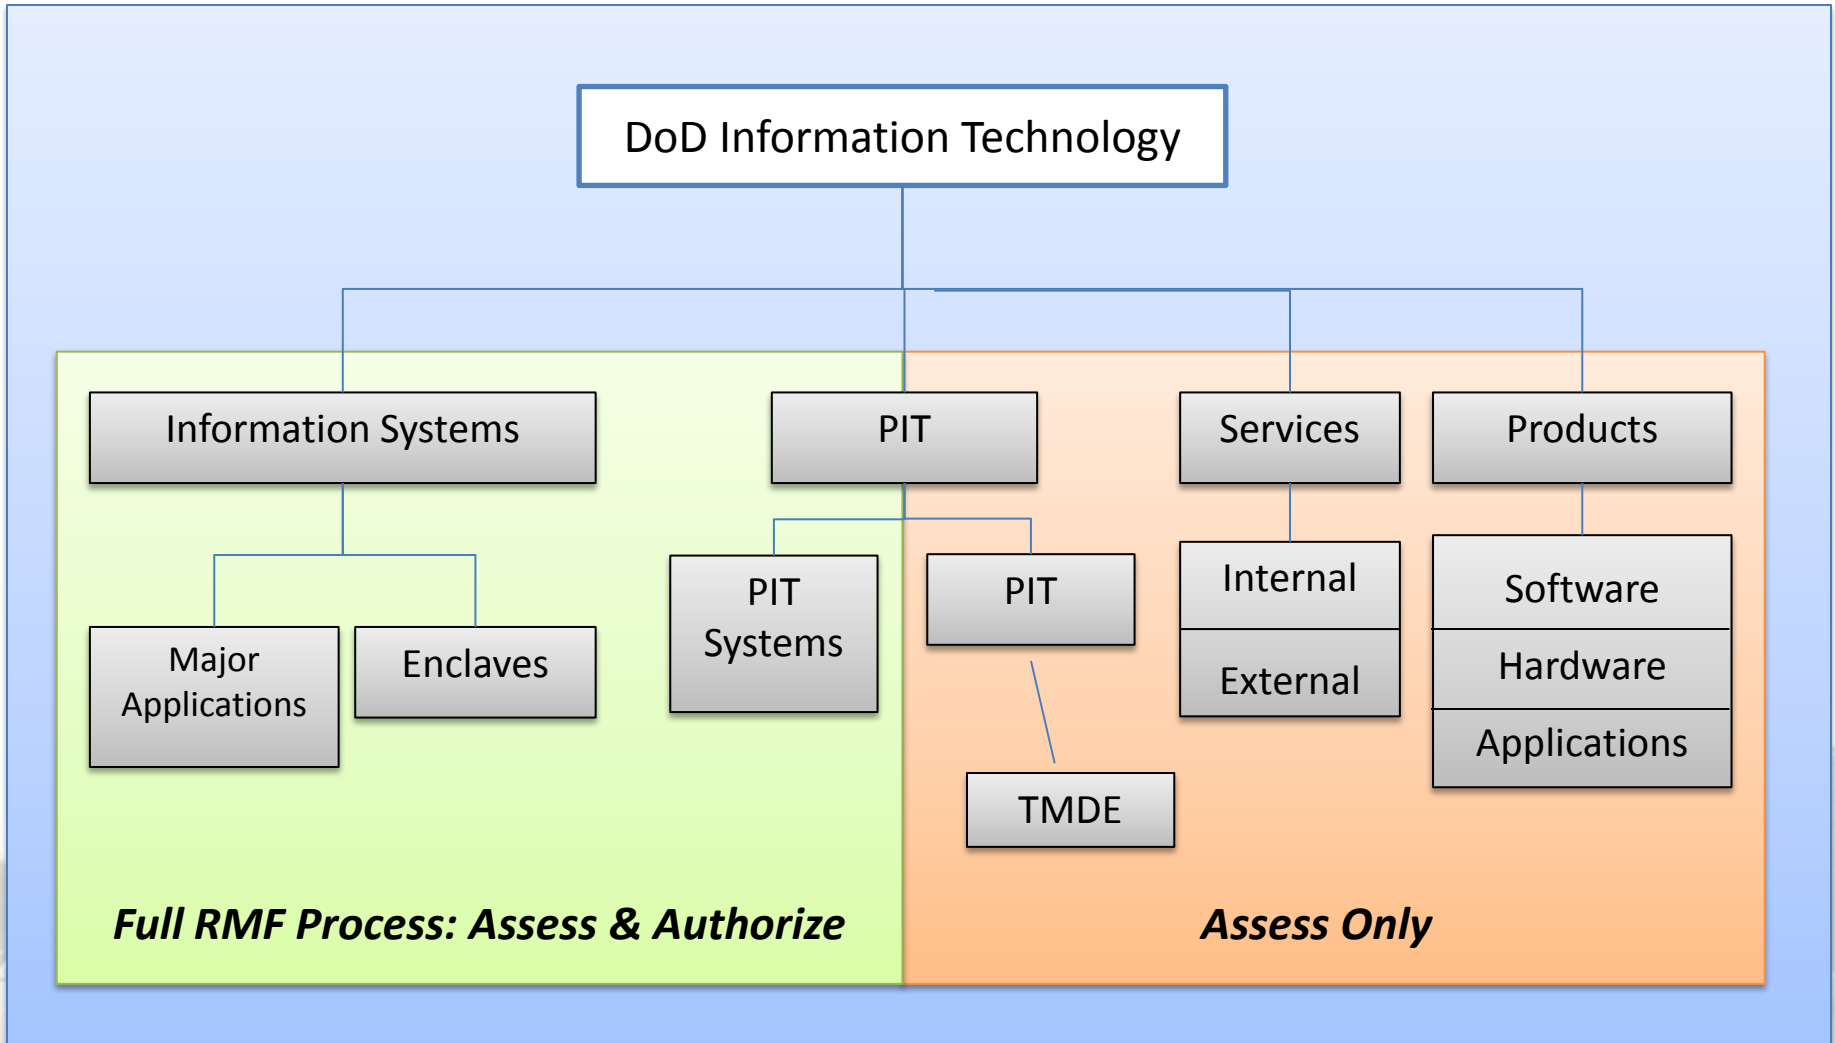 DoD Information Technology
Information Systems
PIT
Services
Products
Major
Applications
Enclaves
PIT
Systems
PIT
TMDE
Internal
External
Software
Hardware
Applications
Full RMF Process: Assess & Authorize
Assess Only